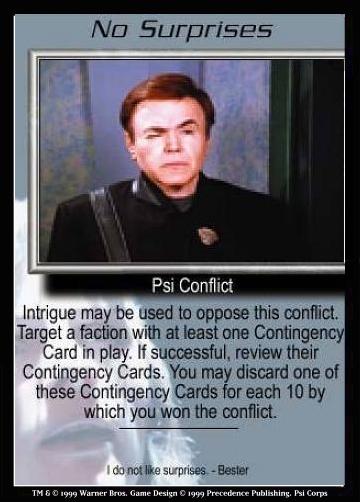 No Surprises
Psi Conflict
Intrigue may be used to oppose this conflict.
Target a faction with at least one Contingency
Card in play. If successful, review their
Contingency Cards. You may discard one of
these Contingency Cards for each 10 by
which you won the conflict.
I do not like surprises. - Bester
TM & © 1999 Warner Bros. Game Design © 1999 Precedence Publishing. Psi Corps